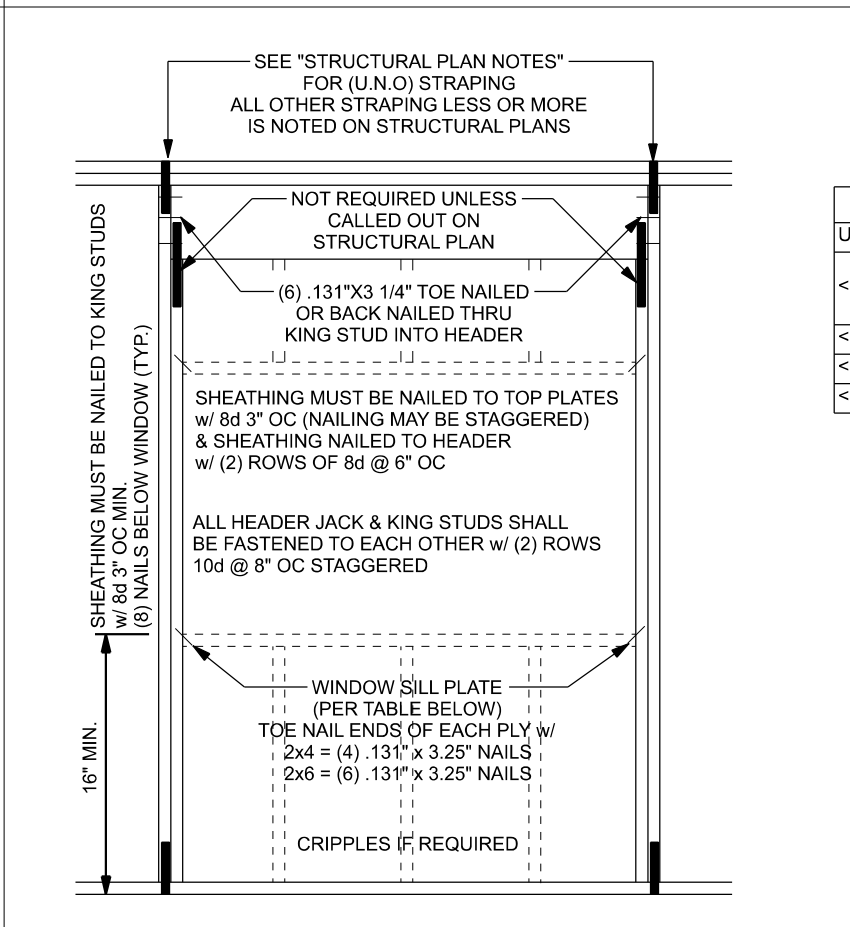 SEE "STRUCTURAL PLAN NOTES"
FOR (U.N.O) STRAPING
ALL OTHER STRAPING LESS OR MORE
IS NOTED ON STRUCTURAL PLANS
NOT REQUIRED UNLESS
CALLED OUT ON
STRUCTURAL PLAN
(6) .131"X3 1/4" TOE NAILED
OR BACK NAILED THRU
KING STUD INTO HEADER
SHEATHING MUST BE NAILED TO KING STUDS
w/ 8d 3" OC MIN.
(8) NAILS BELOW WINDOW (TYP.)
SHEATHING MUST BE NAILED TO TOP PLATES
w/ 8d 3" OC (NAILING MAY BE STAGGERED)
& SHEATHING NAILED TO HEADER
w/ (2) ROWS OF 8d @ 6" OC
ALL HEADER JACK & KING STUDS SHALL
BE FASTENED TO EACH OTHER w/ (2) ROWS
10d @ 8" OC STAGGERED
16" MIN.
WINDOW SILL PLATE
(PER TABLE BELOW)
TOE NAIL ENDS OF EACH PLY w/
2x4 = (4) .131" x 3.25" NAILS
2x6 = (6) .131" x 3.25" NAILS
CRIPPLES IF REQUIRED
U
<
<
<
<